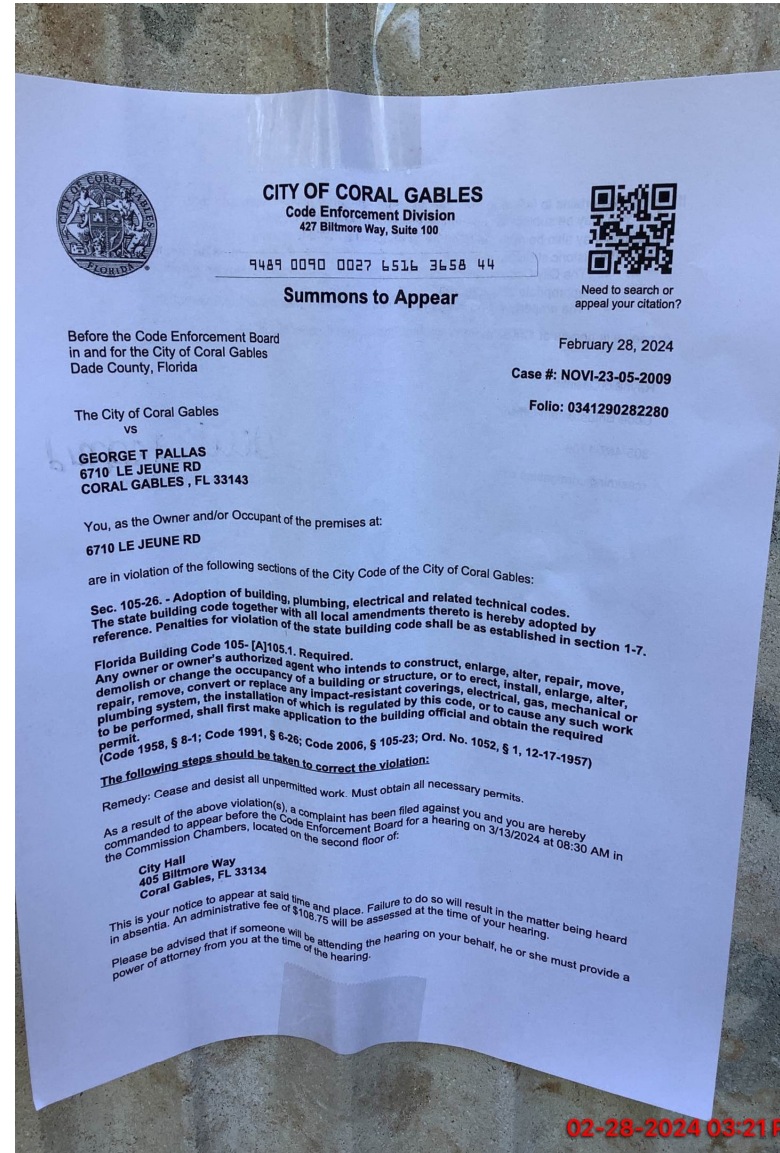 CITY OF CORAL GABLES
FLORIDA
CITY OF CORAL GABLES
Code Enforcement Division
427 Biltmore Way, Suite 100
9489 0090 0027 6516 3658 44
Summons to Appear
Need to search or
appeal your citation?
Before the Code Enforcement Board
in and for the City of Coral Gables
Dade County, Florida
February 28, 2024
Case #: NOVI-23-05-2009
Folio: 0341290282280
The City of Coral Gables
vs
GEORGE T PALLAS
6710 LE JEUNE RD
CORAL GABLES , FL 33143
You, as the Owner and/or Occupant of the premises at:
6710 LE JEUNE RD
are in violation of the following sections of the City Code of the City of Coral Gables:
Sec. 105-26. - Adoption of building, plumbing, electrical and related technical codes.
The state building code together with all local amendments thereto is hereby adopted by
reference. Penalties for violation of the state building code shall be as established in section 1-7.
Florida Building Code 105- [A]105.1. Required.
Any owner or owner's authorized agent who intends to construct, enlarge, alter, repair, move,
demolish or change the occupancy of a building or structure, or to erect, install, enlarge, alter,
repair, remove, convert or replace any impact-resistant coverings, electrical, gas, mechanical or
plumbing system, the installation of which is regulated by this code, or to cause any such work
to be performed, shall first make application to the building official and obtain the required
permit.
(Code 1958, § 8-1; Code 1991, § 6-26; Code 2006, § 105-23; Ord. No. 1052, § 1, 12-17-1957)
The following steps should be taken to correct the violation:
Remedy: Cease and desist all unpermitted work. Must obtain all necessary permits.
As a result of the above violation(s), a complaint has been filed against you and you are hereby
commanded to appear before the Code Enforcement Board for a hearing on 3/13/2024 at 08:30 AM in
the Commission Chambers, located on the second floor of:
City Hall
405 Biltmore Way
Coral Gables, FL 33134
This is your notice to appear at said time and place. Failure to do so will result in the matter being heard
in absentia. An administrative fee of $108.75 will be assessed at the time of your hearing.
Please be advised that if someone will be attending the hearing on your behalf, he or she must provide a
power of attorney from you at the time of the hearing.
02-28-2024 03:21